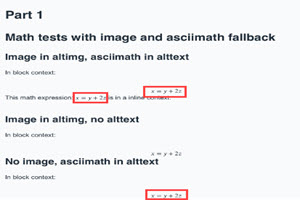 Part 1
Math tests with image and asciimath fallback
Image in altimg, asciimath in alttext
In block context:
x = y + 2z
This math expression x = y + 2z is in a inline context.
Image in altimg, no alttext
In block context:
x = y + 2z
No image, asciimath in alttext
In block context:
x = y + 2z